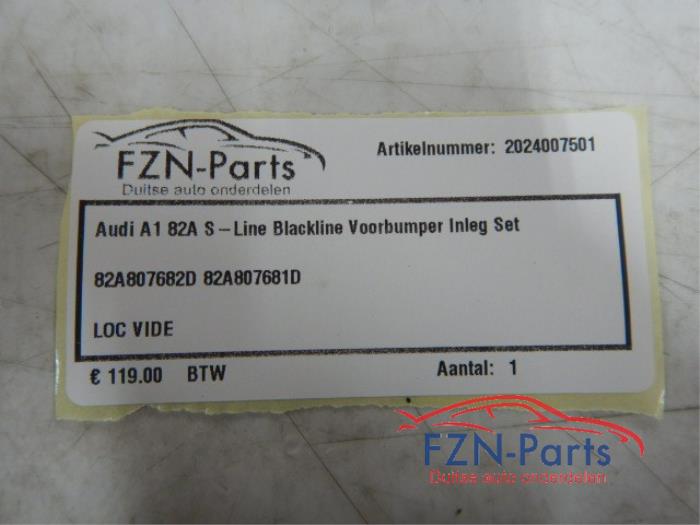 FZN-Parts
Duitse auto onderdelen
Artikelnummer: 2024007501
Audi A1 82A S-Line Blackline Voorbumper Inleg Set
82A807682D 82A807681D
LOC VIDE
€ 119.00 BTW
Aantal: 1
FZN-Parts
Duitse auto onderdelen